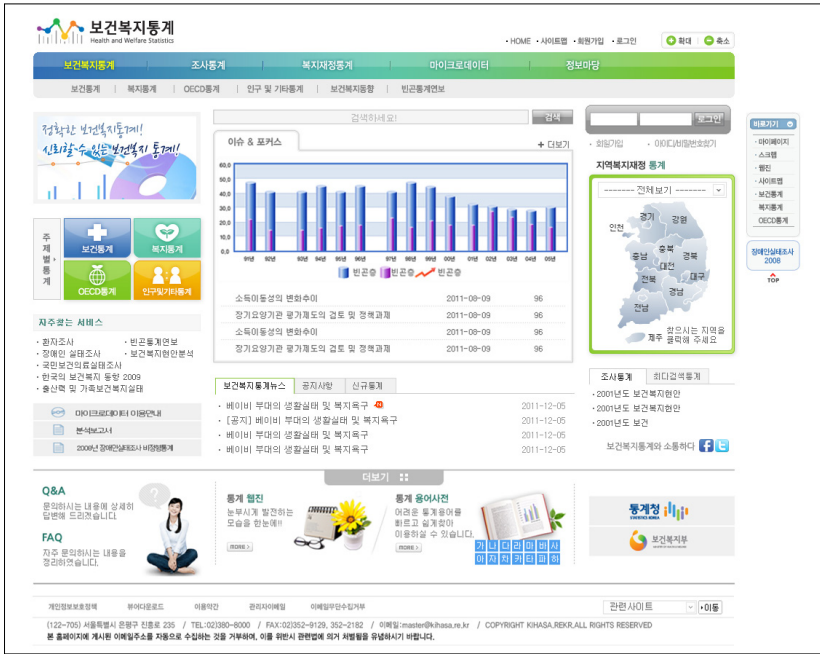 보건복지통계
Health and Welfare Statistics
· HOME · 사이트맵 · 회원가입 · 로그인
확대 축소
보건복지통계 조사통계 복지재정통계 마이크로데이터 정보마당
보건통계 | 복지통계 | OECD통계 | 인구 및 기타통계 | 보건복지동향 | 빈곤통계연보
정확한 보건복지통계!
신뢰할 수 있는 보건복지 통계!
주제별통계
보건통계
복지통계
OECD통계
인구및기타통계
자주찾는 서비스
· 환자조사
· 빈곤통계연보
· 장애인 실태조사
· 보건복지현안분석
· 국민보건의료실태조사
· 한국의 보건복지 동향 2009
· 출산력 및 가족보건복지실태
마이크로데이터 이용안내
분석보고서
2008년 장애인실태조사 비장형통계
검색하세요!
검색
이슈 & 포커스
+ 더보기
60,0
50,0
40,0
30,0
20,0
10,0
0,0
91년 92년 93년 94년 95년 96년 97년 98년 99년 00년 01년 02년 03년 04년 05년
빈곤층 빈곤층 빈곤층
소득이동성의 변화추이 2011-08-09 96
장기요양기관 평가제도의 검토 및 정책과제 2011-08-09 96
소득이동성의 변화추이 2011-08-09 96
장기요양기관 평가제도의 검토 및 정책과제 2011-08-09 96
보건복지통계뉴스 공지사항 신규통계
· 베이비 부대의 생활실태 및 복지욕구 2011-12-05
· [공지] 베이비 부대의 생활실태 및 복지욕구 2011-12-05
· 베이비 부대의 생활실태 및 복지욕구 2011-12-05
· 베이비 부대의 생활실태 및 복지욕구 2011-12-05
로그인
· 회원가입 · 아이디/비밀번호찾기
지역복지재정 통계
------- 전체보기 -------
경기
강원
인천
충북
충남
경북
대전
전북
대구
경남
전남
제주
찾으시는 지역을
클릭해 주세요
조사통계 최다검색통계
· 2001년도 보건복지현안
· 2001년도 보건복지현안
· 2001년도 보건
보건복지통계와 소통하다
바로가기
· 마이페이지
· 스크랩
· 웹진
· 사이트맵
· 보건통계
복지통계
OECD통계
장애인실태조사
2008
TOP
더보기
Q&A
문의하시는 내용에 상세히
답변해 드리겠습니다.
FAQ
자주 문의하시는 내용을
정리하였습니다.
?
통계 웹진
눈부시게 발전하는
모습을 한눈에!!
MORE >
통계 용어사전
어려운 통계용어를
빠르고 쉽게찾아
이용하실 수 있습니다.
MORE >
가나다라마바사
아자차카타파하
통계청
STATISTICS KOREA
보건복지부
개인정보보호정책 뷰어다운로드 이용약관 관리자이메일 이메일무단수집거부
관련사이트
이동
(122-705) 서울특별시 은평구 진흥로 235 / TEL:02)380-8000 / FAX:02)352-9129, 352-2182 / 이메일:master@kihasa.re.kr / COPYRIGHT KIHASA.REKR,ALL RIGHTS RESERVED
본 홈페이지에 게시된 이메일주소를 자동으로 수집하는 것을 거부하며, 이를 위반시 관련법에 의거 처벌됨을 유념하시기 바랍니다.